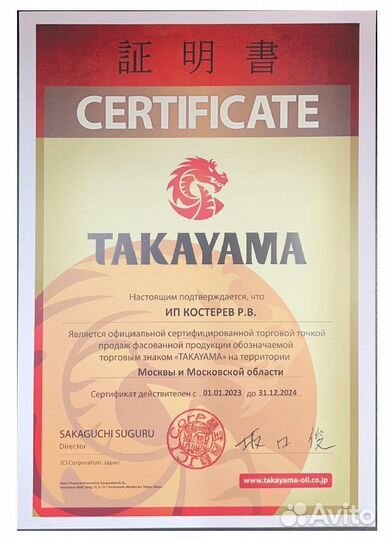 証明書
CERTIFICATE
TAKAYAMA
Настоящим подтверждается, что
ИП КОСТЕРЕВ Р.В.
Является официальной сертифицированной торговой точкой
продаж фасованной продукции обозначаемой
торговым знаком «TAKAYAMA» на территории
Москвы и Московской области
Сертификат действителен с 01.01.2023 до 31.12.2024
SAKAGUCHI SUGURU
Director
JCI Corporation, Japan
坂口 俊
www.takayama-oil.co.jp
Avito